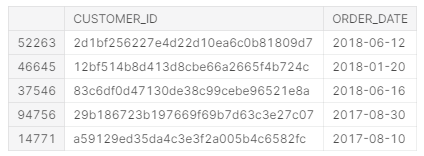 CUSTOMER_ID ORDER_DATE
52263 2d1bf256227e4d22d10ea6c0b81809d7 2018-06-12
46645 12bf514b8d413d8cbe66a2665f4b724c 2018-01-20
37546 83c6df0d47130de38c99cebe96521e8a 2018-06-16
94756 29b186723b197669f69b7d63c3e27c07 2017-08-30
14771 a59129ed35da4c3e3f2a005b4c6582fc 2017-08-10